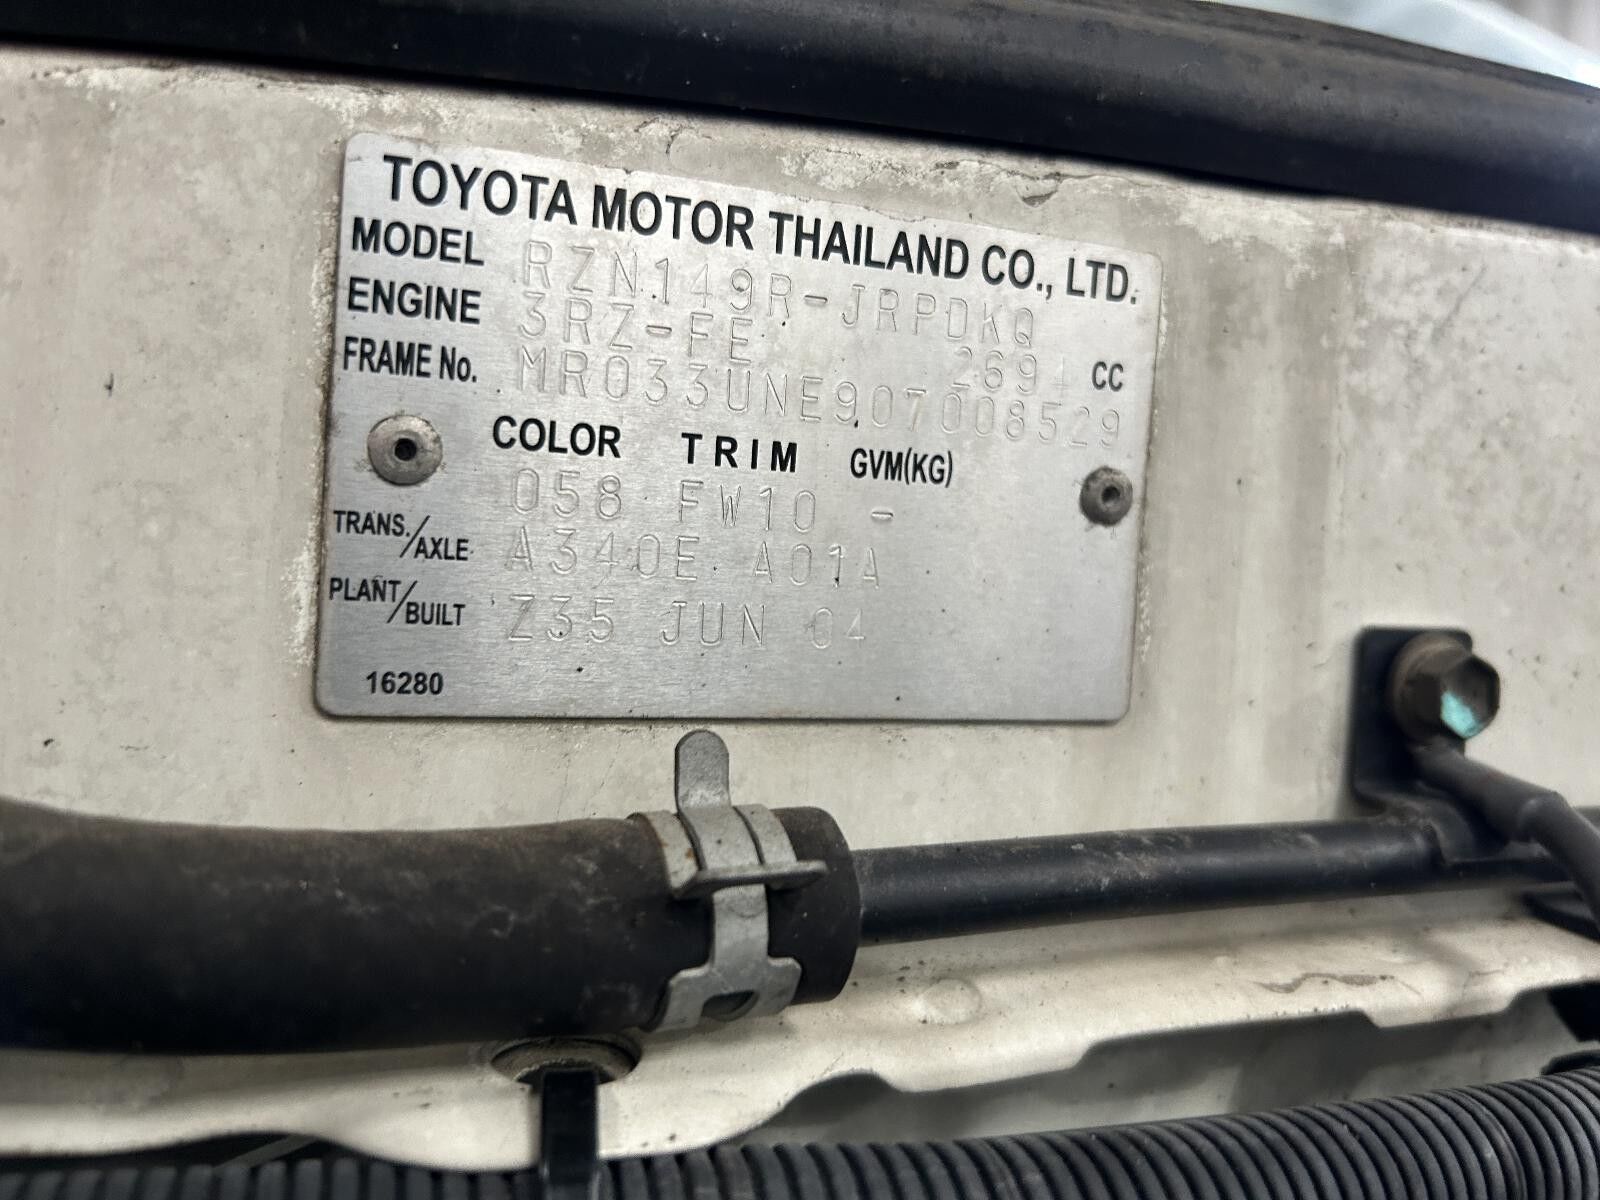 TOYOTA MOTOR THAILAND CO., LTD.
MODEL RZN149R-JRPDKQ
ENGINE 3RZ-FE 2694 CC
FRAME No. MR033UNE907008529
COLOR TRIM GVM(KG)
058 FW10 -
TRANS./AXLE A340E A01A
PLANT/BUILT Z35 JUN 04
16280